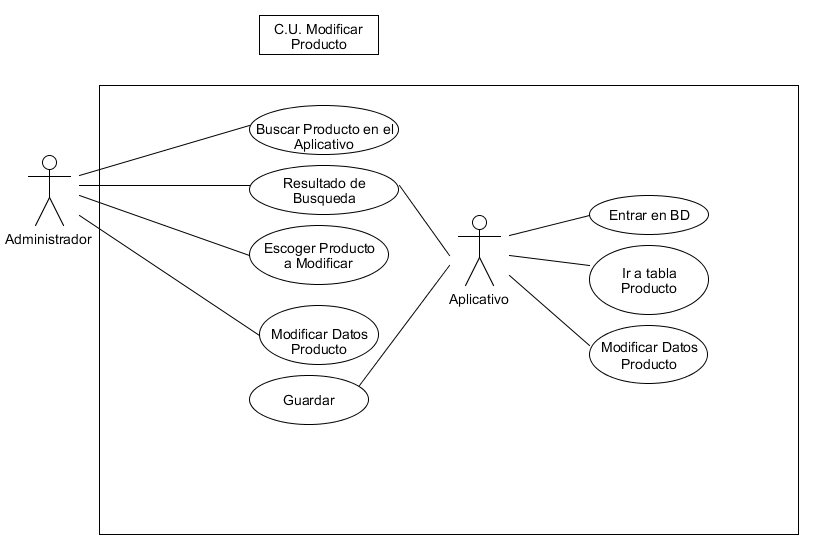 C.U. Modificar
Producto
Buscar Producto en el
Aplicativo
Resultado de
Busqueda
Administrador
Escoger Producto
a Modificar
Modificar Datos
Producto
Guardar
Aplicativo
Entrar en BD
Ir a tabla
Producto
Modificar Datos
Producto